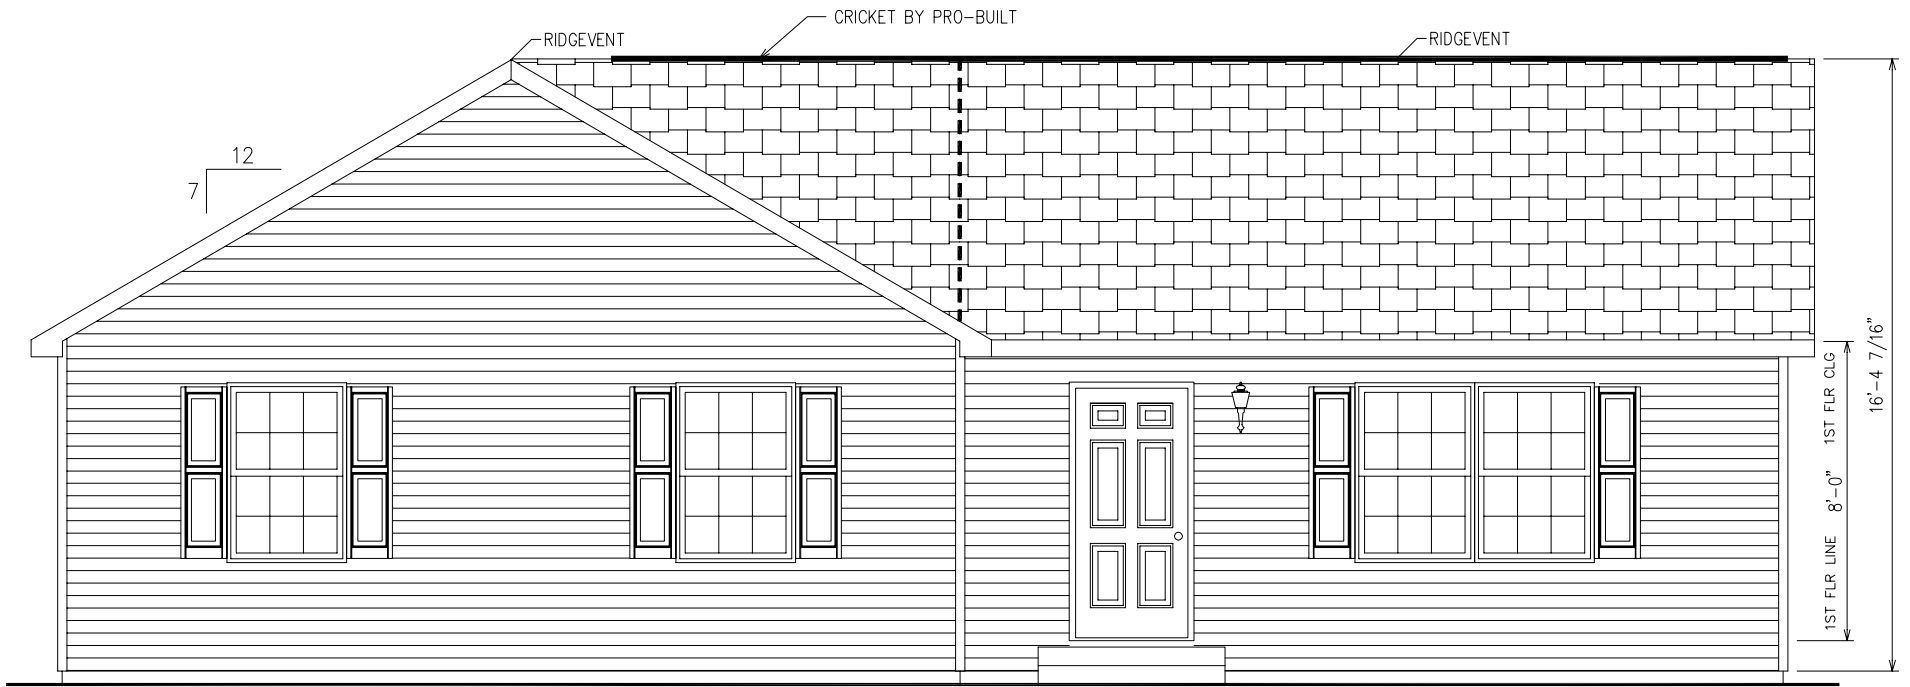 CRICKET BY PRO-BUILT
RIDGEVENT
RIDGEVENT
12
7
16'-4 7/16"
1ST FLR LINE 8'-0" 1ST FLR CLG